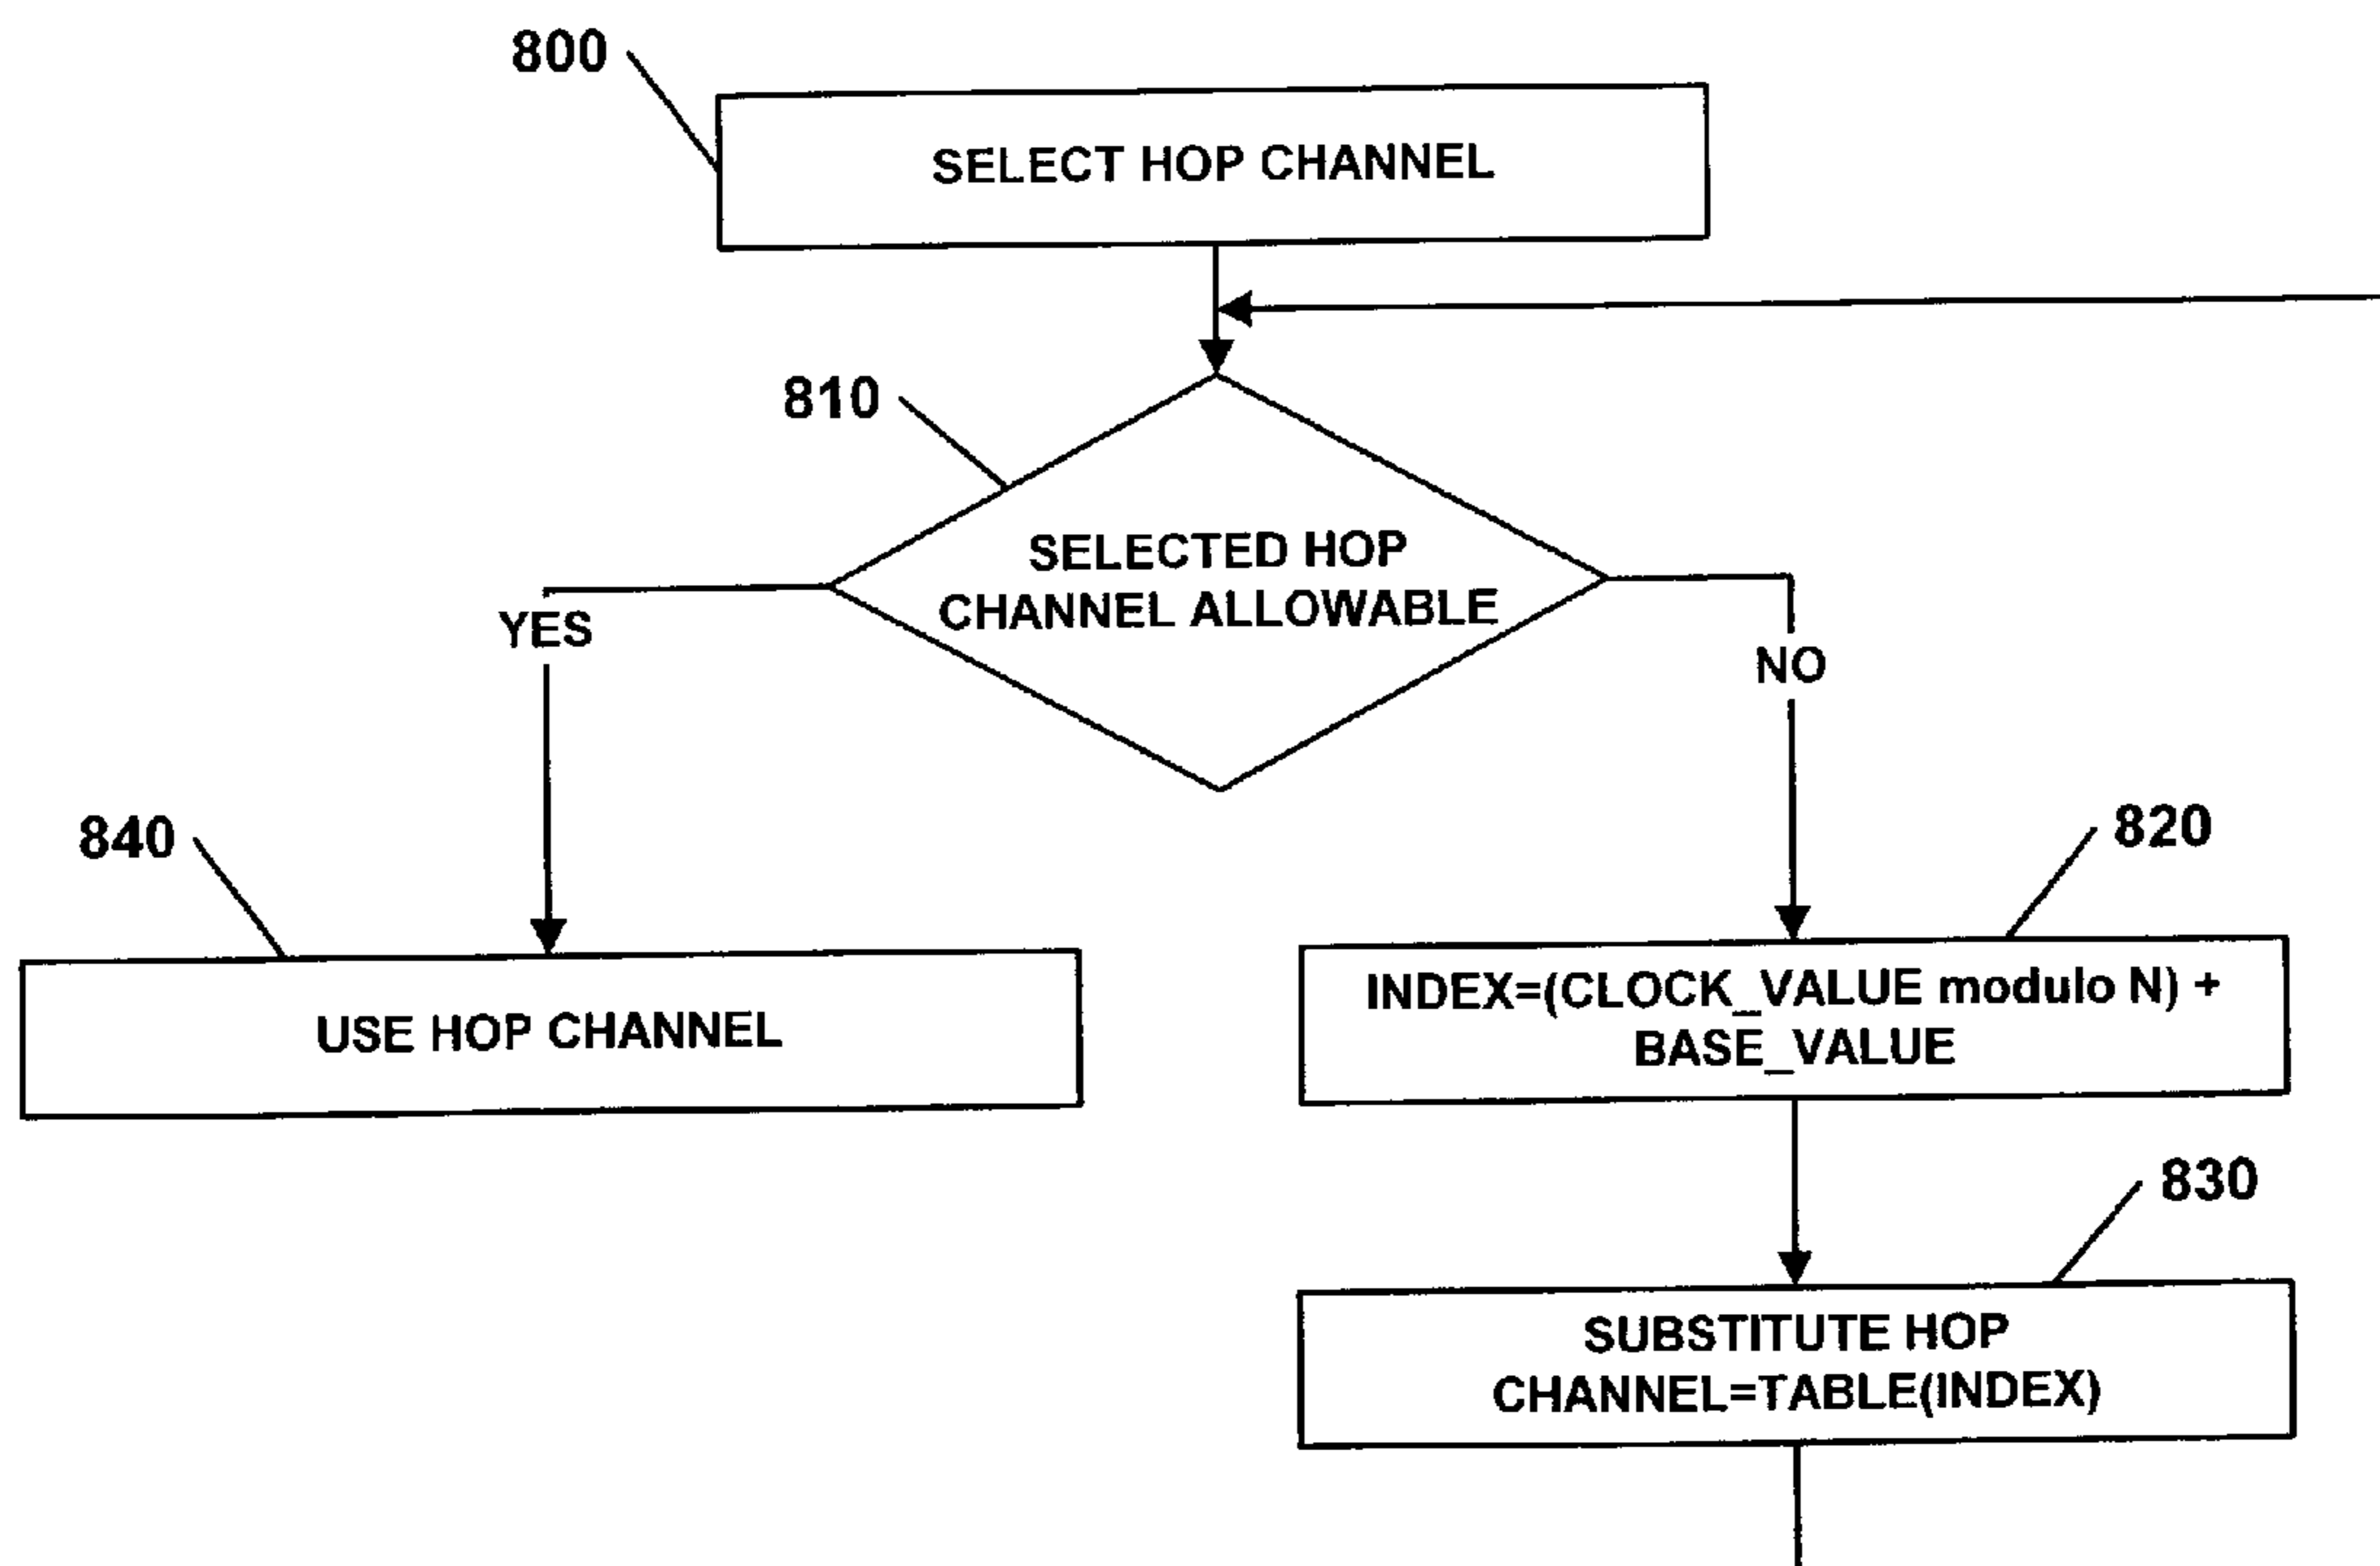 800
SELECT HOP CHANNEL
810
SELECTED HOP
CHANNEL ALLOWABLE
YES
NO
840
820
USE HOP CHANNEL
INDEX=(CLOCK_VALUE modulo N) +
BASE_VALUE
830
SUBSTITUTE HOP
CHANNEL=TABLE(INDEX)